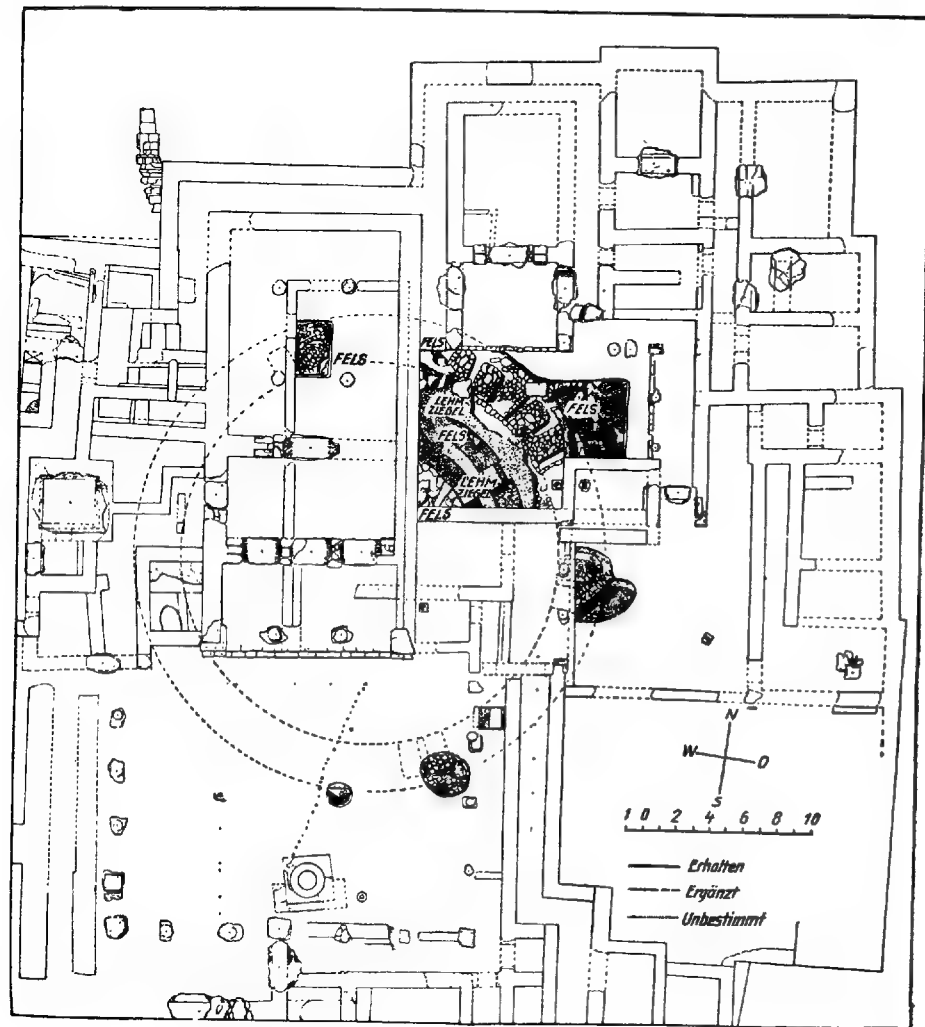 FELS
FELS
LEHM
ZIEGEL
FELS
FELS
LEHM
ZIEGEL
FELS
N
W O
S
1 0 2 4 6 8 10
Erhalten
Ergänzt
Unbestimmt